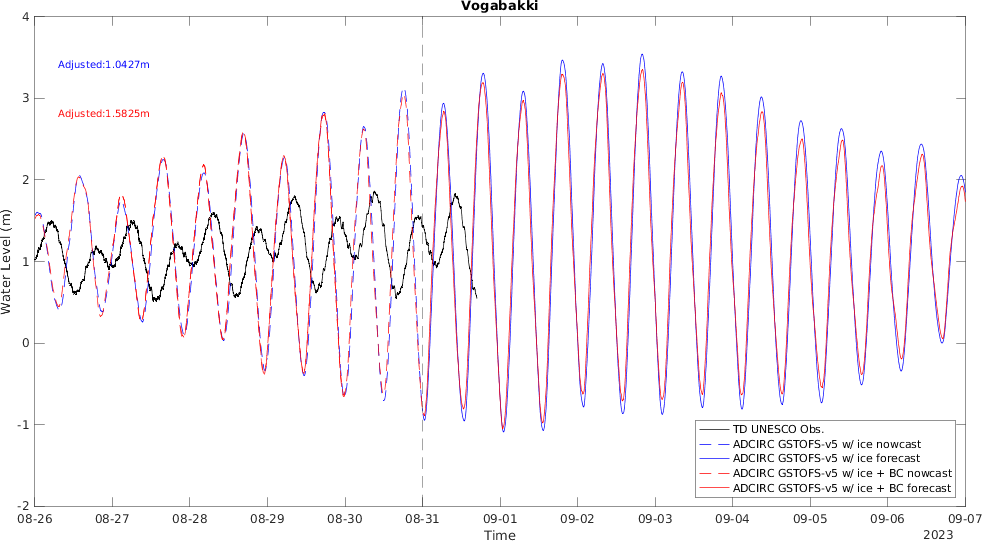 Vogabakki
4
3
2
1
0
-1
-2
Water Level (m)
Adjusted:1.0427m
Adjusted:1.5825m
TD UNESCO Obs.
ADCIRC GSTOFS-v5 w/ ice nowcast
ADCIRC GSTOFS-v5 w/ ice forecast
ADCIRC GSTOFS-v5 w/ ice + BC nowcast
ADCIRC GSTOFS-v5 w/ ice + BC forecast
08-26 08-27 08-28 08-29 08-30 08-31 09-01 09-02 09-03 09-04 09-05 09-06 09-07
Time
2023